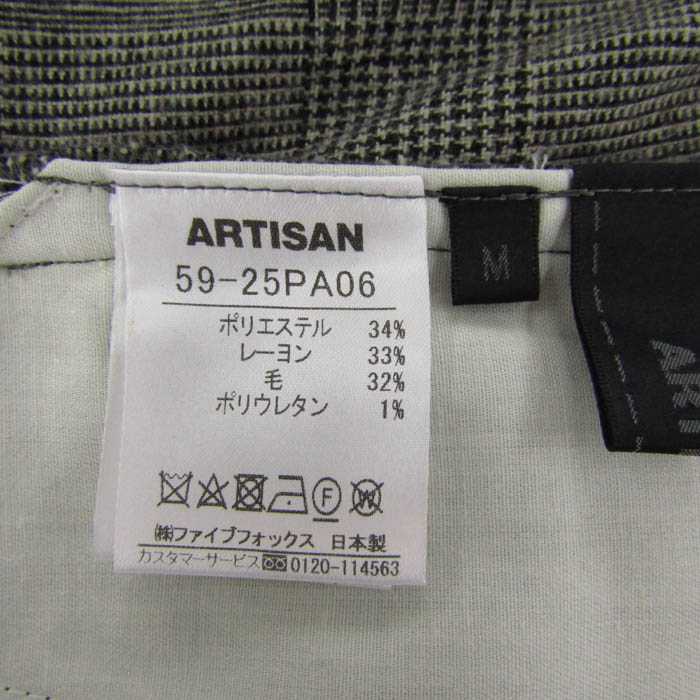 ARTISAN
59-25PA06
ポリエステル 34%
レーヨン 33%
毛 32%
ポリウレタン 1%
F W
㈱ファイブフォックス 日本製
カスタマーサービス 0120-114563
M